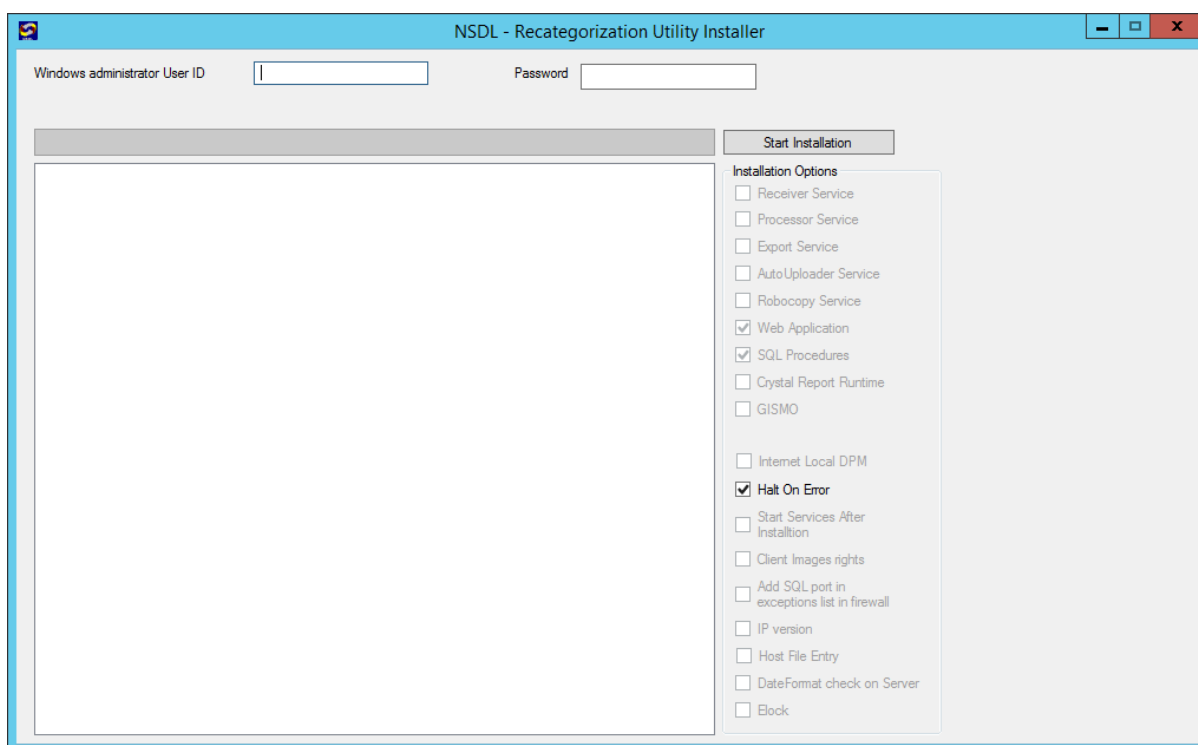 NSDL - Recategorization Utility Installer
Windows administrator User ID
Password
Start Installation
Installation Options
Receiver Service
Processor Service
Export Service
AutoUploader Service
Robocopy Service
Web Application
SQL Procedures
Crystal Report Runtime
GISMO
Internet Local DPM
Halt On Error
Start Services After
Installtion
Client Images rights
Add SQL port in
exceptions list in firewall
IP version
Host File Entry
DateFormat check on Server
Elock